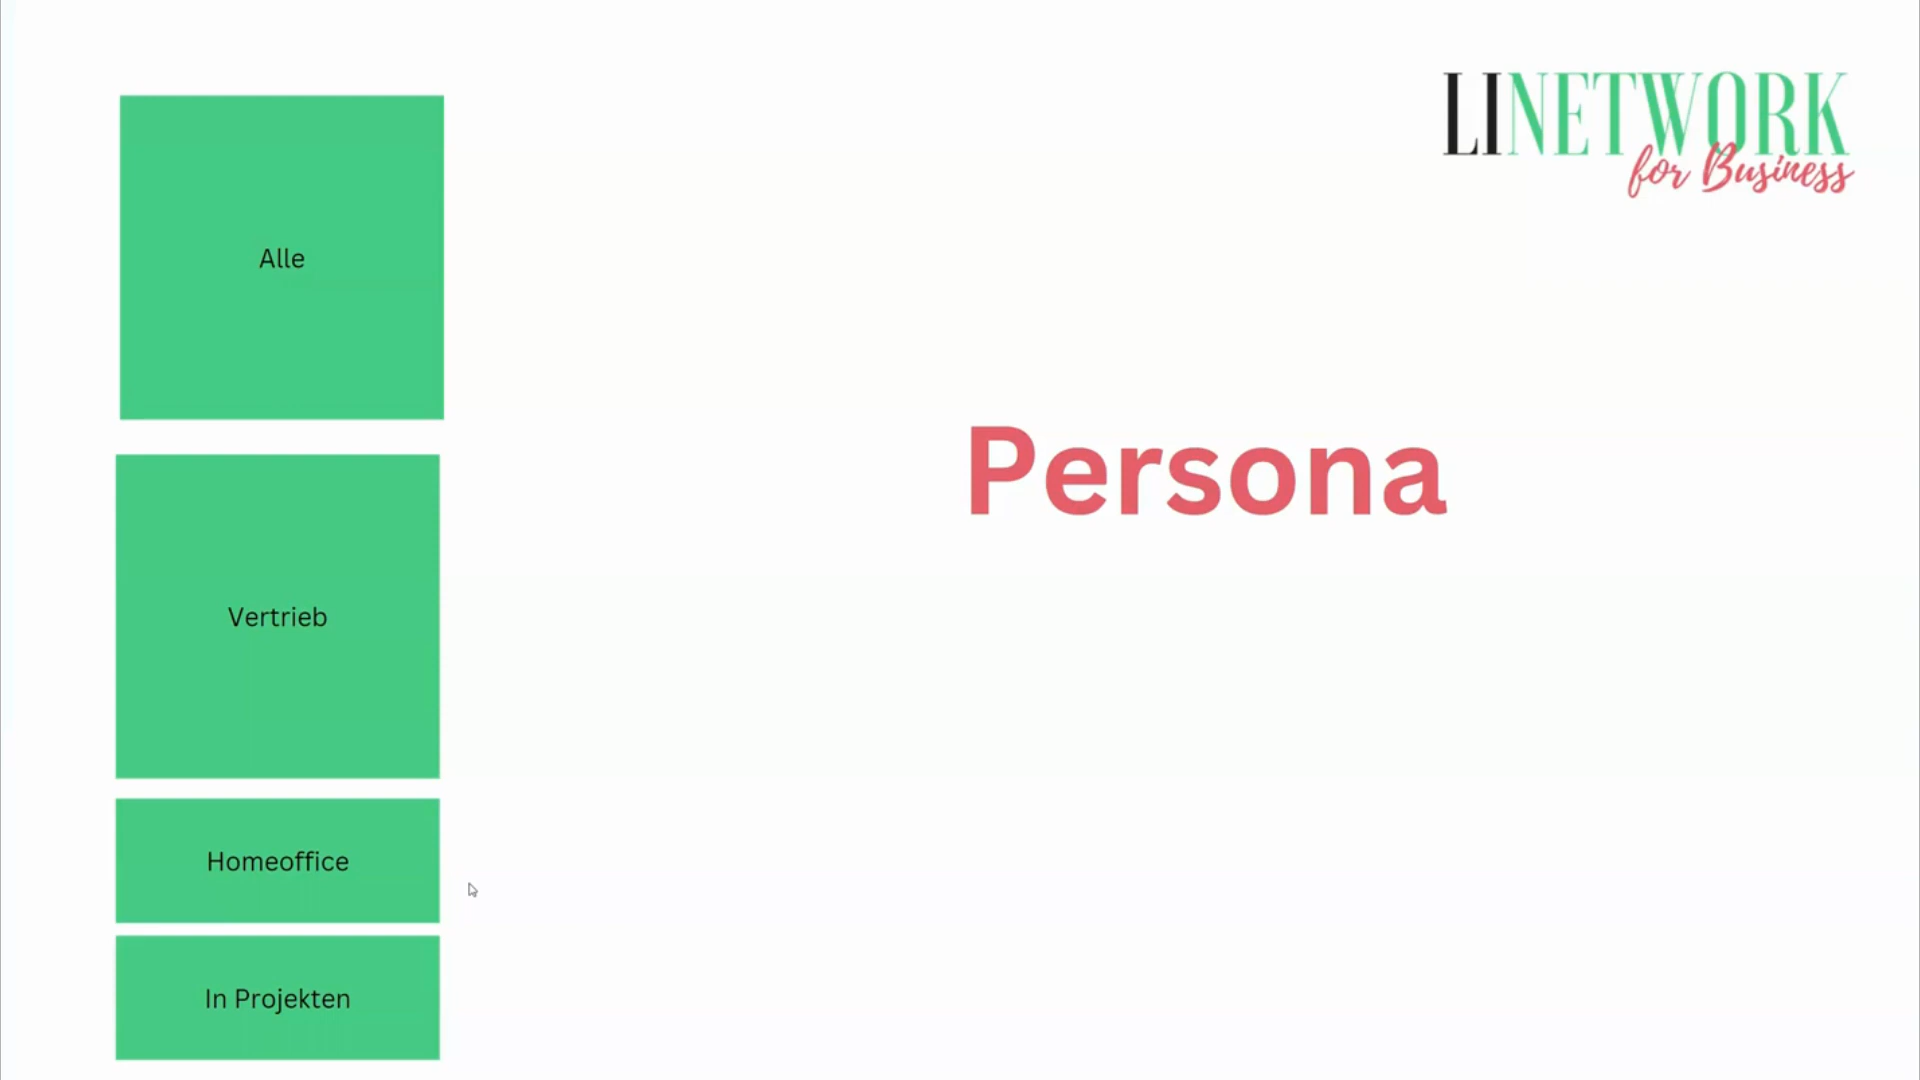 LINETWORK
for Business
Alle
Persona
Vertrieb
Homeoffice
In Projekten